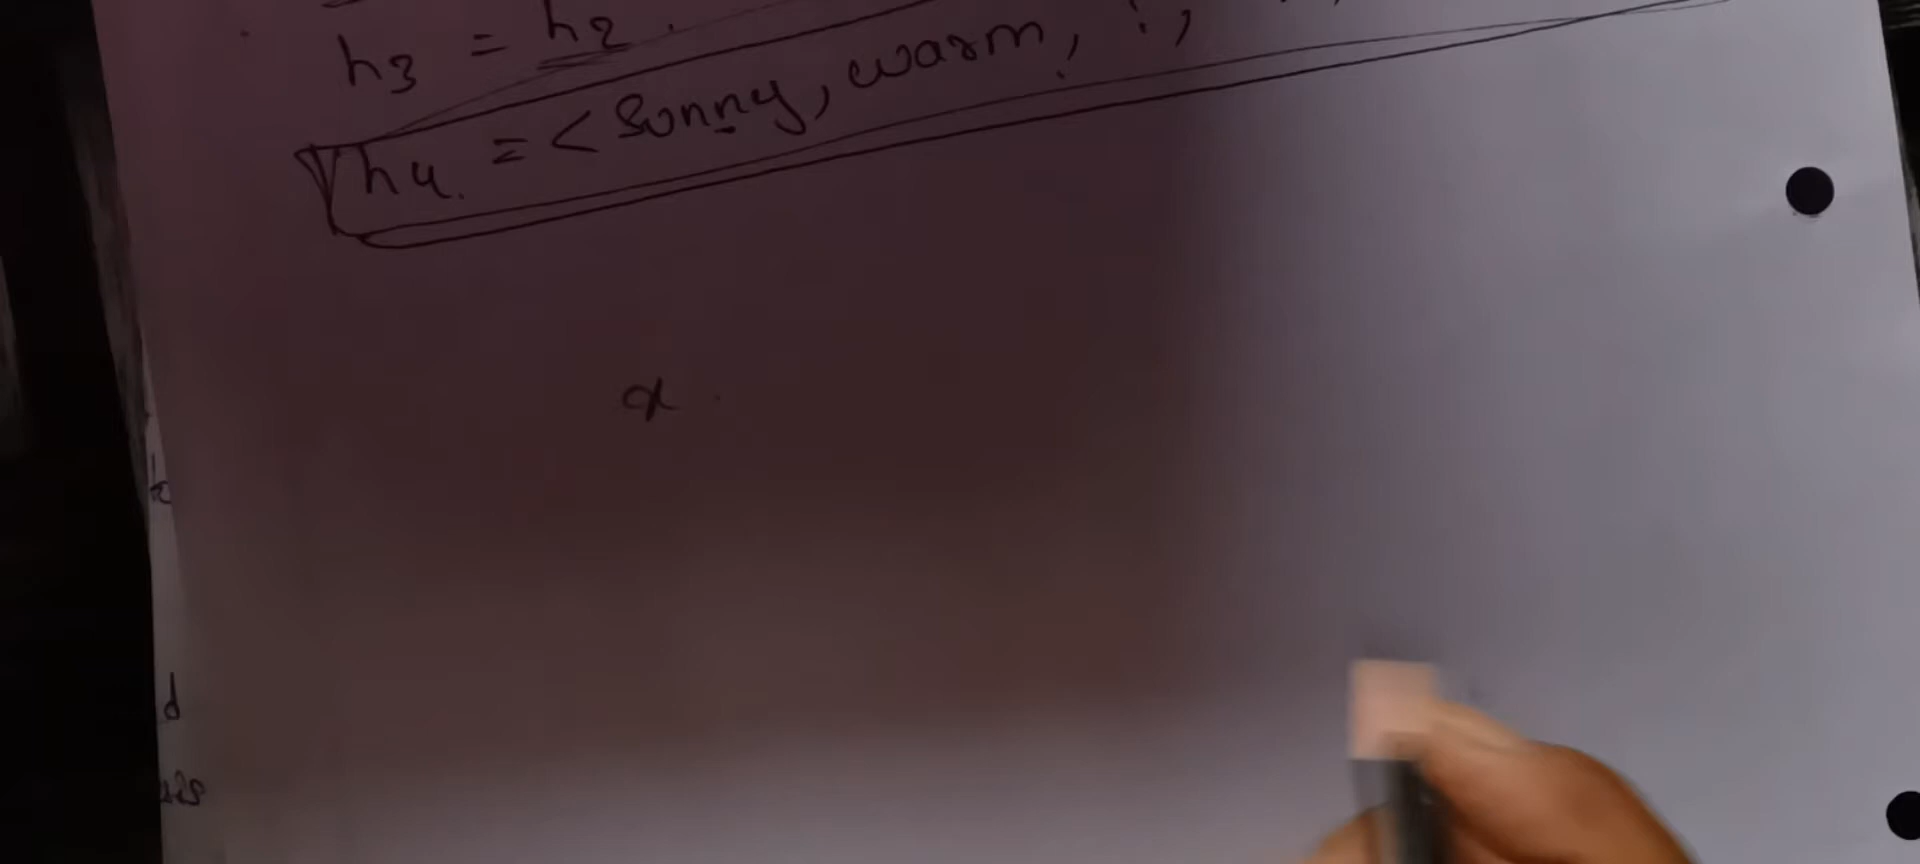 h3 = h2.
h4. = < Sunny, warm, ?,
x
d